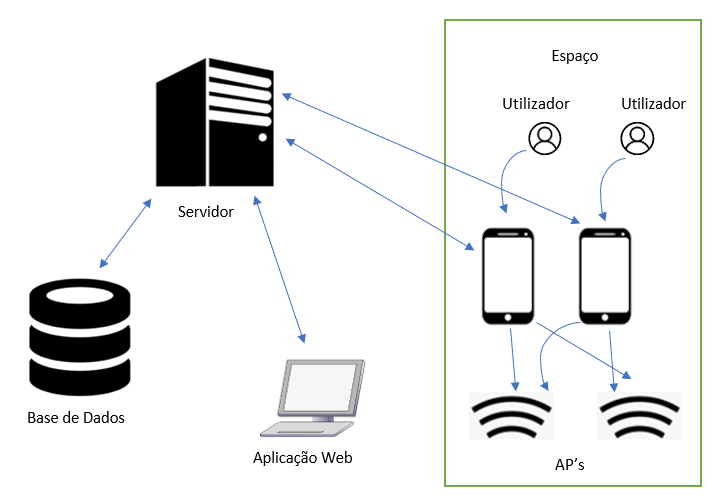 Espaço
Utilizador
Utilizador
Servidor
Base de Dados
Aplicação Web
AP's